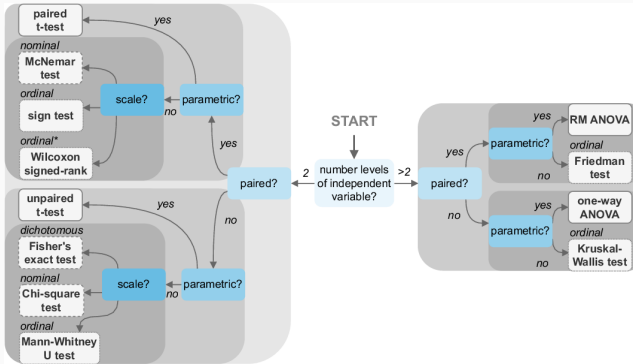 paired
t-test
yes
nominal
McNemar
test
ordinal
sign test
scale?
no
parametric?
ordinal*
Wilcoxon
signed-rank
yes
START
2
number levels
of independent
variable?
>2
paired?
no
unpaired
t-test
yes
dichotomous
Fisher's
exact test
scale?
no
parametric?
nominal
Chi-square
test
ordinal
Mann-Whitney
U test
paired?
yes
parametric?
yes
RM ANOVA
ordinal
Friedman
test
no
no
parametric?
yes
one-way
ANOVA
ordinal
Kruskal-
Wallis test
no